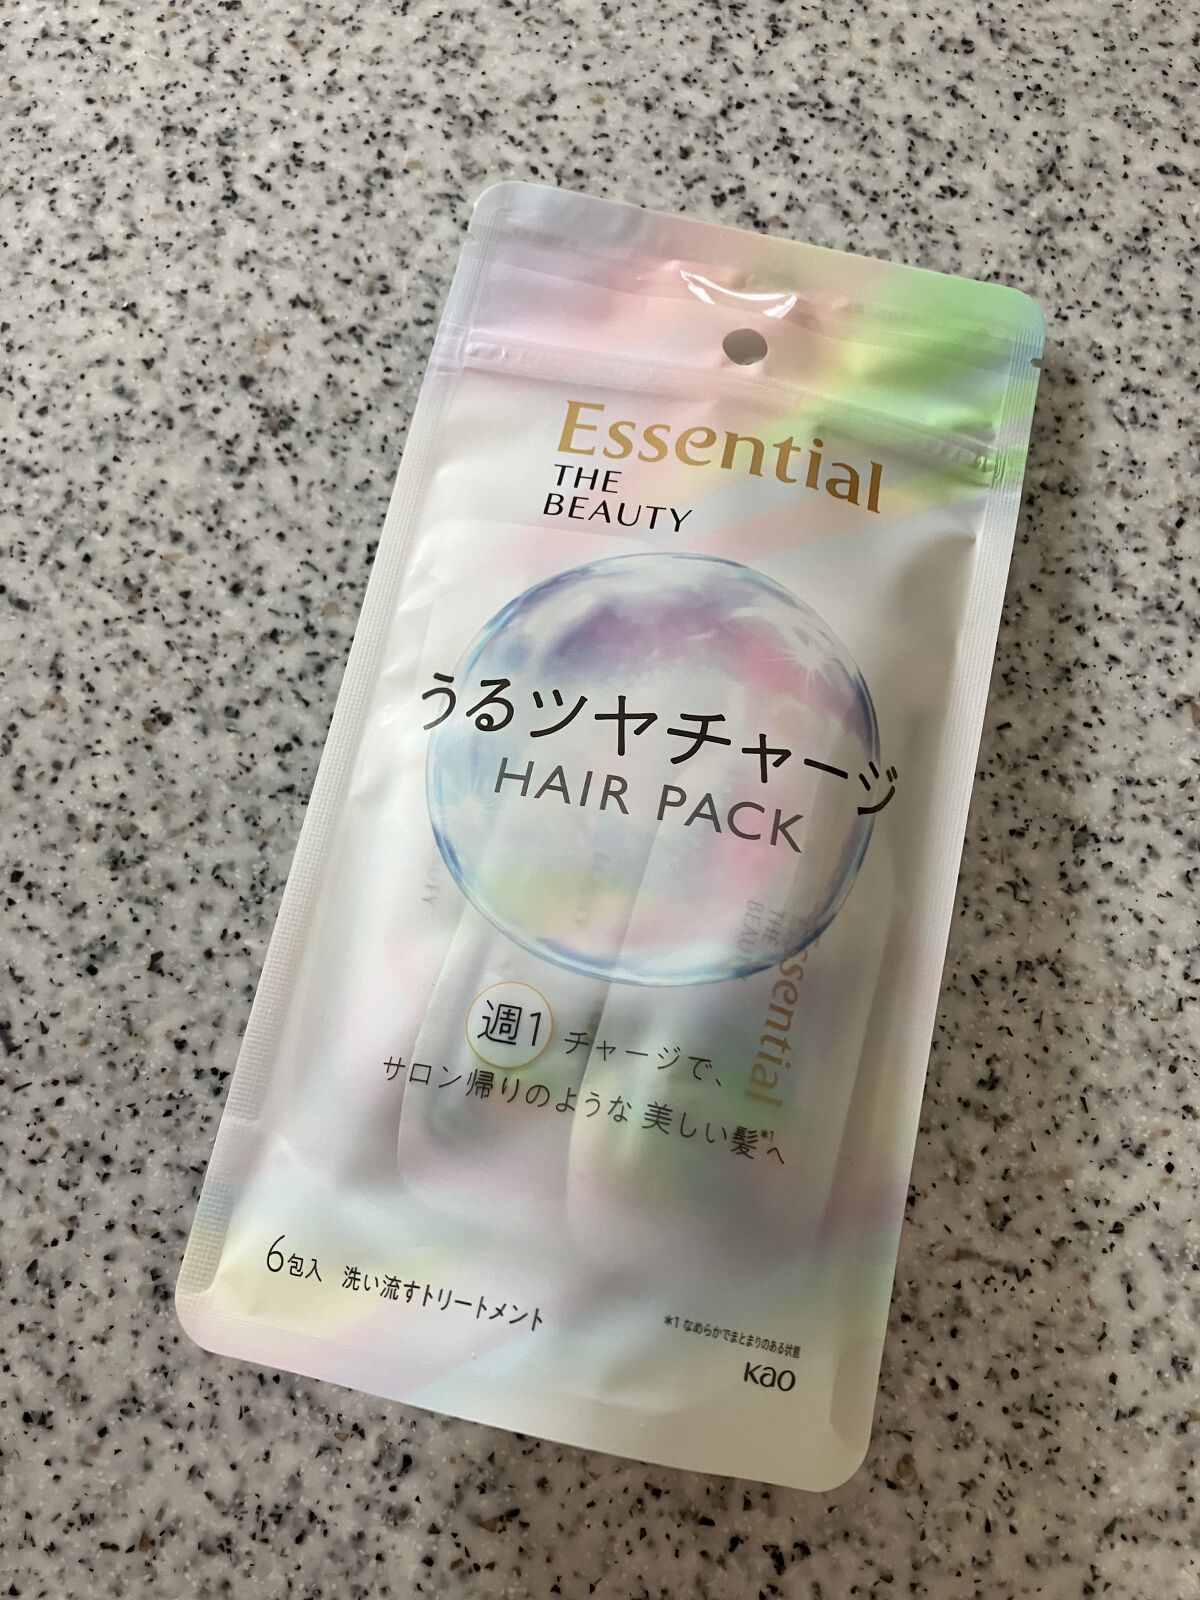 Essential
THE
BEAUTY
うるツヤチャージ
HAIR PACK
週1 チャージで、
サロン帰りのような 美しい髪*1へ
THE
BEAUTY
Essential
6包入 洗い流すトリートメント
*1 なめらかでまとまりのある状態
Kao